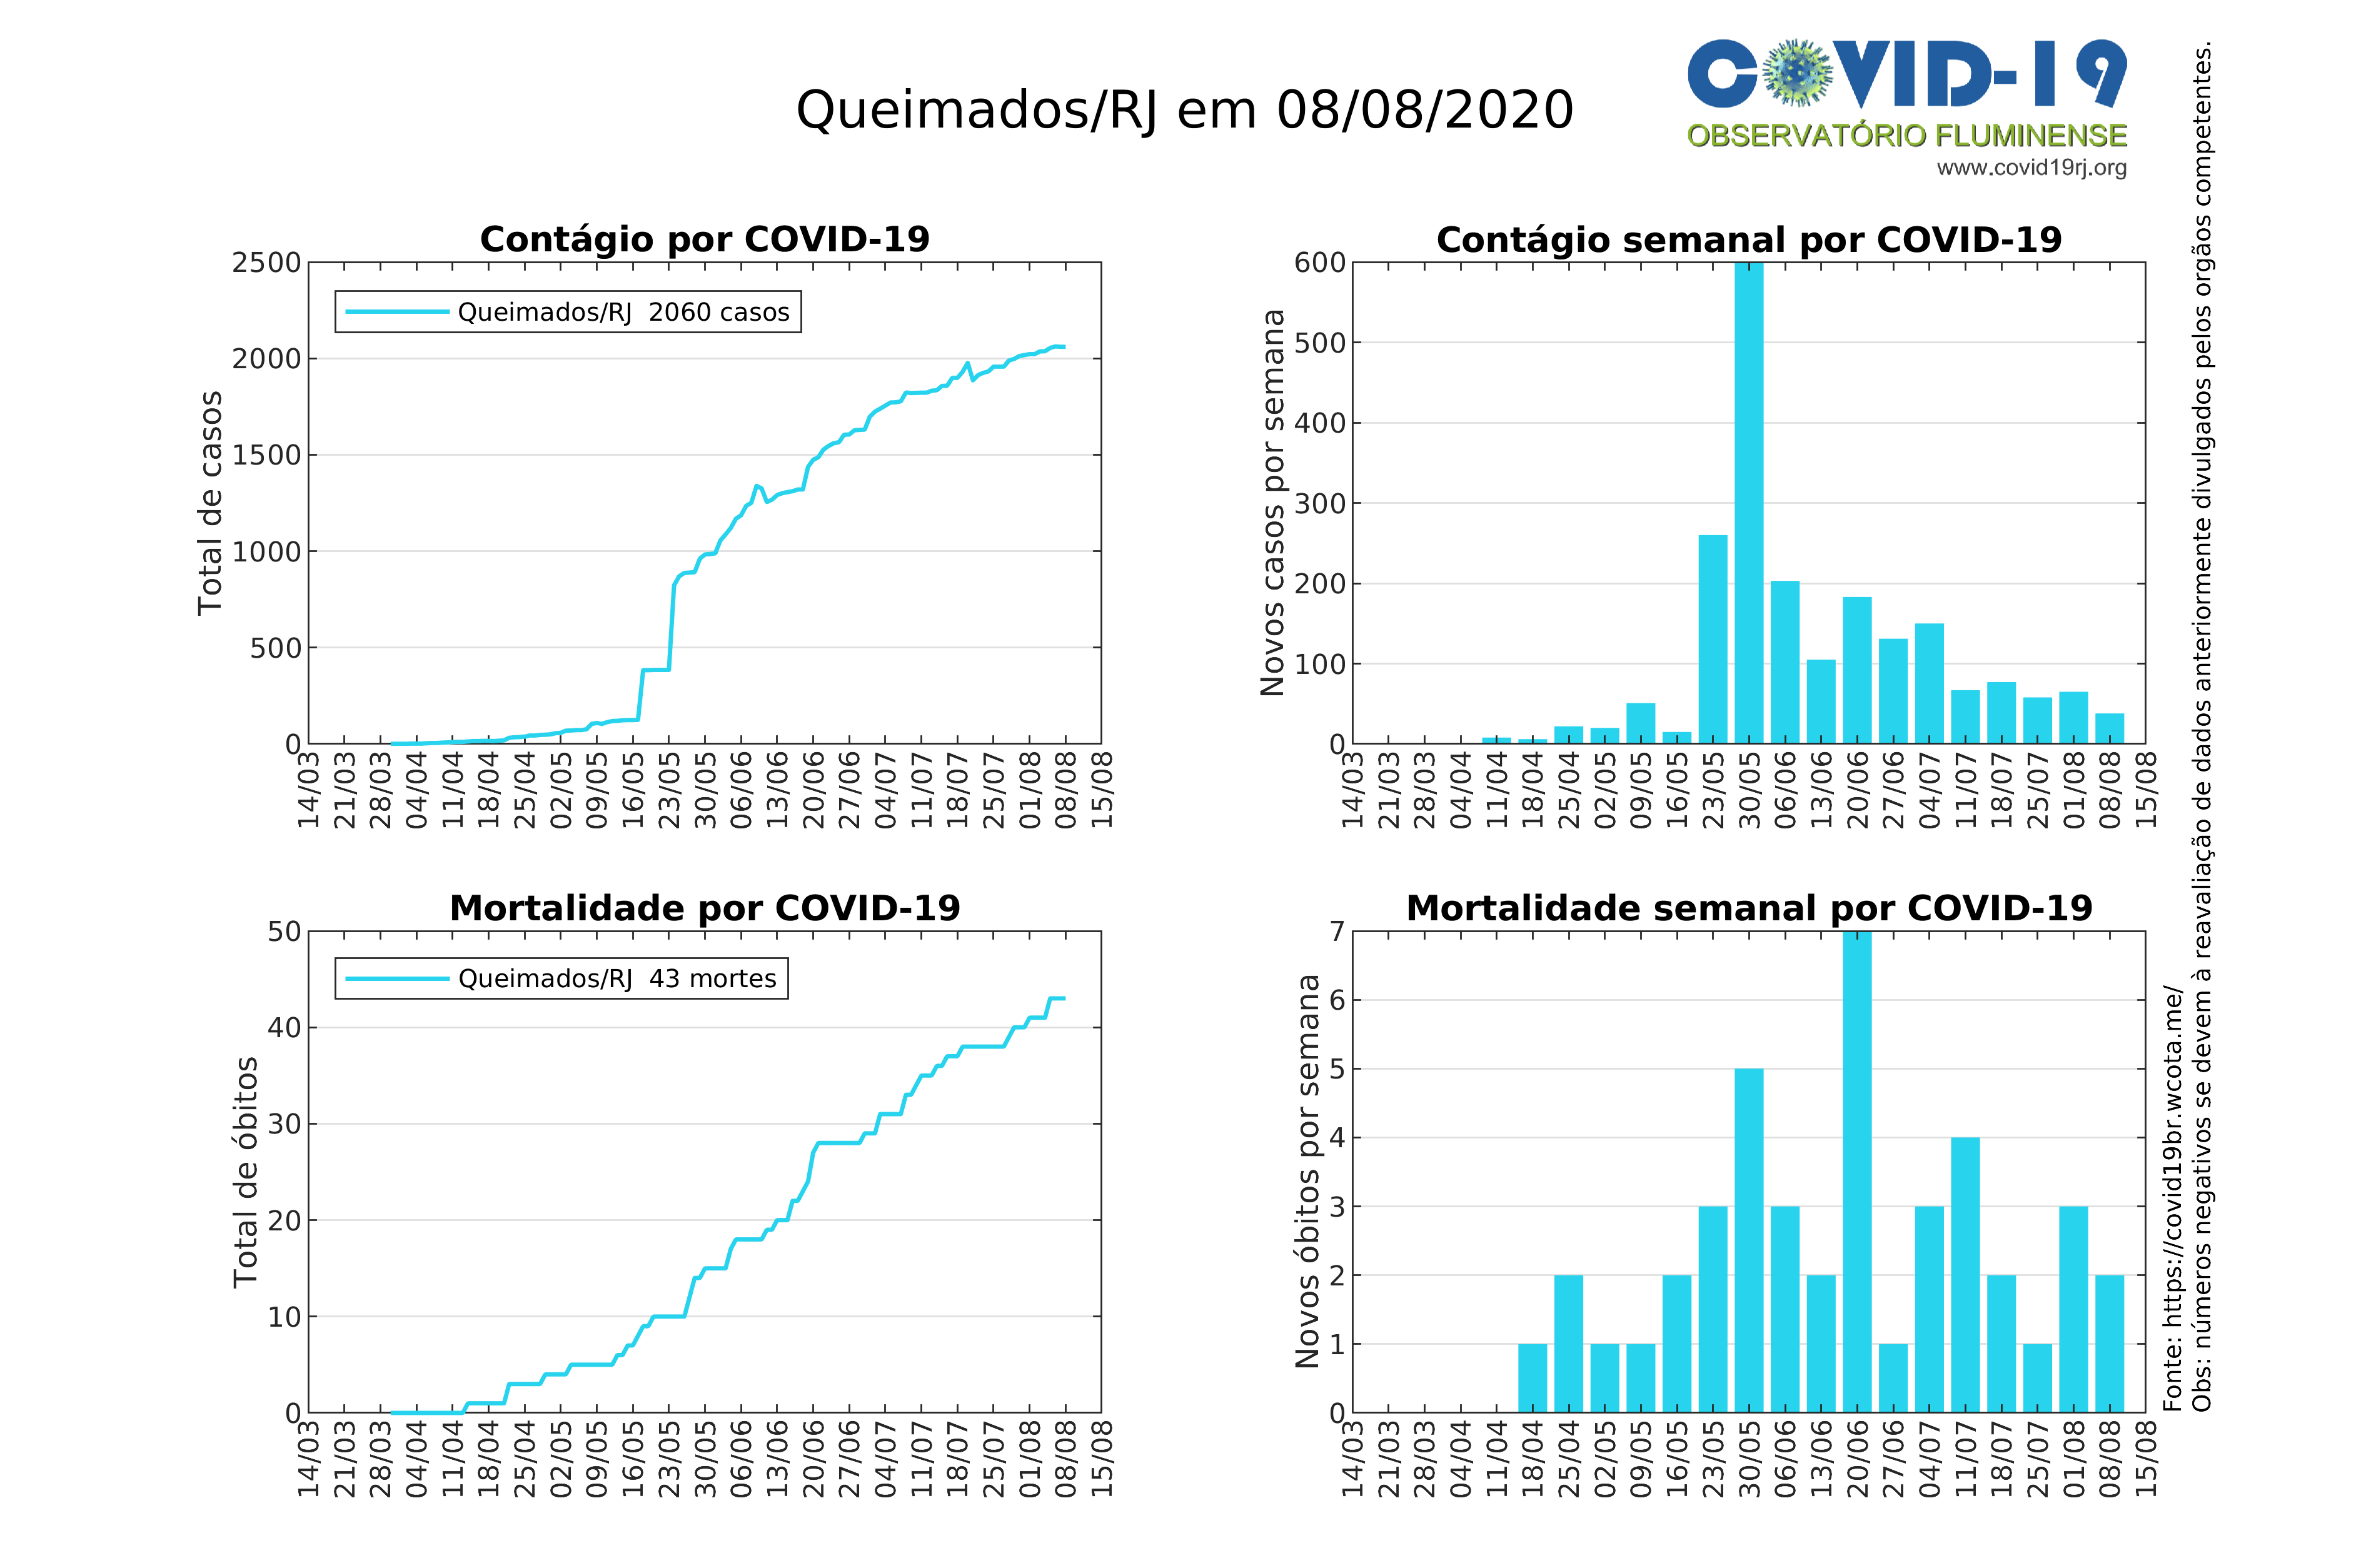 Queimados/RJ em 08/08/2020
COVID-19
OBSERVATÓRIO FLUMINENSE
www.covid19rj.org
Contágio por COVID-19
Total de casos
2500
2000
1500
1000
500
0
Queimados/RJ 2060 casos
14/03 21/03 28/03 04/04 11/04 18/04 25/04 02/05 09/05 16/05 23/05 30/05 06/06 13/06 20/06 27/06 04/07 11/07 18/07 25/07 01/08 08/08 15/08
Contágio semanal por COVID-19
Novos casos por semana
600
500
400
300
200
100
0
14/03 21/03 28/03 04/04 11/04 18/04 25/04 02/05 09/05 16/05 23/05 30/05 06/06 13/06 20/06 27/06 04/07 11/07 18/07 25/07 01/08 08/08 15/08
Mortalidade por COVID-19
Total de óbitos
50
40
30
20
10
0
Queimados/RJ 43 mortes
14/03 21/03 28/03 04/04 11/04 18/04 25/04 02/05 09/05 16/05 23/05 30/05 06/06 13/06 20/06 27/06 04/07 11/07 18/07 25/07 01/08 08/08 15/08
Mortalidade semanal por COVID-19
Novos óbitos por semana
7
6
5
4
3
2
1
0
14/03 21/03 28/03 04/04 11/04 18/04 25/04 02/05 09/05 16/05 23/05 30/05 06/06 13/06 20/06 27/06 04/07 11/07 18/07 25/07 01/08 08/08 15/08
Fonte: https://covid19br.wcota.me/
Obs: números negativos se devem à reavaliação de dados anteriormente divulgados pelos orgãos competentes.